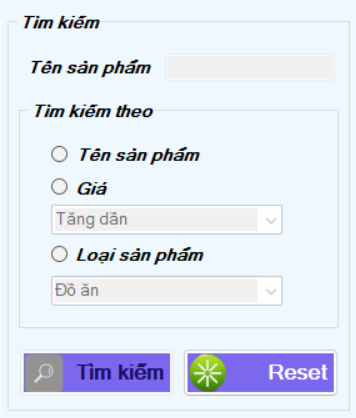 Tìm kiếm
Tên sản phẩm
Tìm kiếm theo
Tên sản phẩm
Giá
Tăng dần
Loại sản phẩm
Đồ ăn
Tìm kiếm Reset